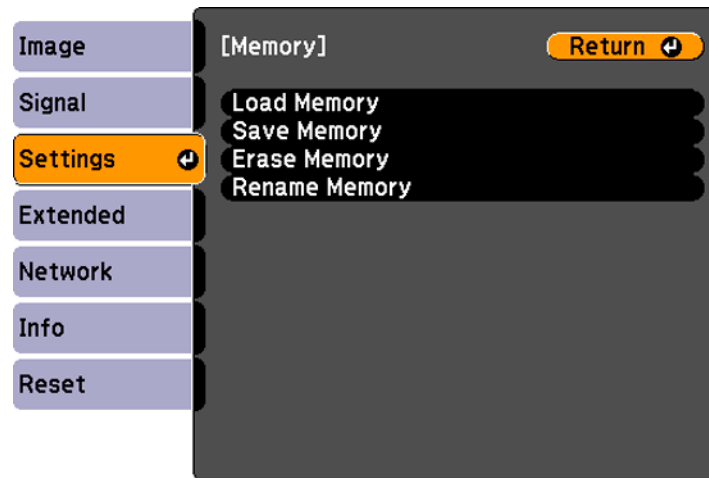 Image
Signal
Settings
Extended
Network
Info
Reset
[Memory]
Return
Load Memory
Save Memory
Erase Memory
Rename Memory